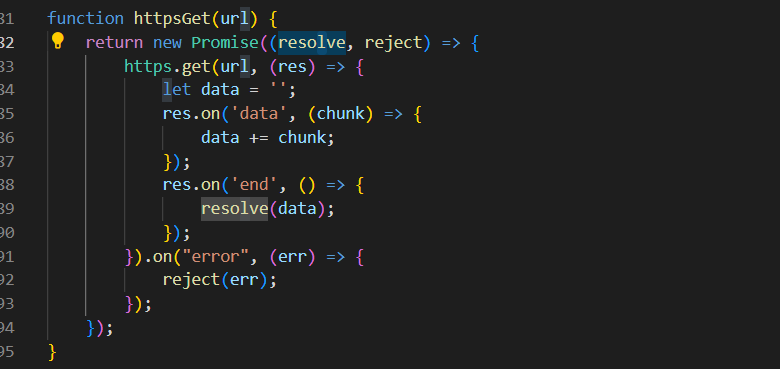 81 function httpsGet(url) {
82     return new Promise((resolve, reject) => {
83         https.get(url, (res) => {
84             let data = '';
85             res.on('data', (chunk) => {
86                 data += chunk;
87             });
88             res.on('end', () => {
89                 resolve(data);
90             });
91         }).on("error", (err) => {
92             reject(err);
93         });
94     });
95 }